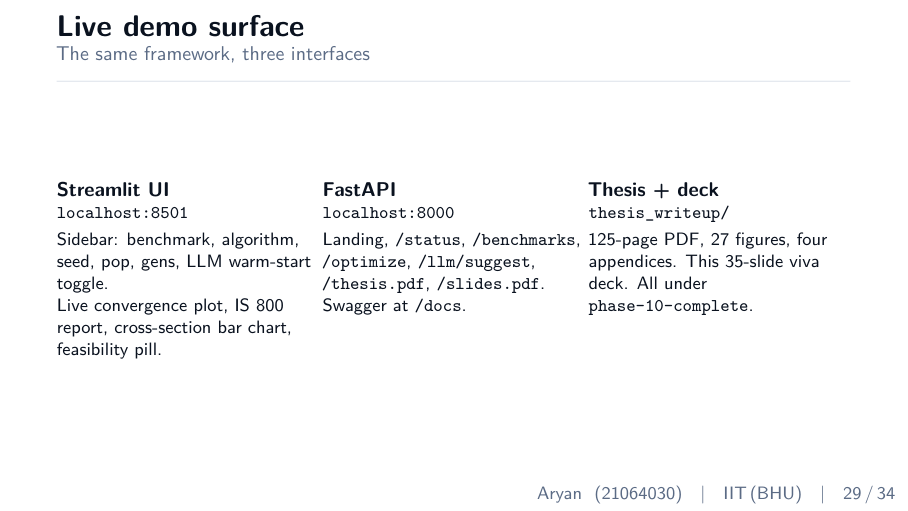 Live demo surface
The same framework, three interfaces
Streamlit UI
localhost:8501
Sidebar: benchmark, algorithm,
seed, pop, gens, LLM warm-start
toggle.
Live convergence plot, IS 800
report, cross-section bar chart,
feasibility pill.
FastAPI
localhost:8000
Landing, /status, /benchmarks,
/optimize, /llm/suggest,
/thesis.pdf, /slides.pdf.
Swagger at /docs.
Thesis + deck
thesis_writeup/
125-page PDF, 27 figures, four
appendices. This 35-slide viva
deck. All under
phase-10-complete.
Aryan (21064030) | IIT (BHU) | 29 / 34